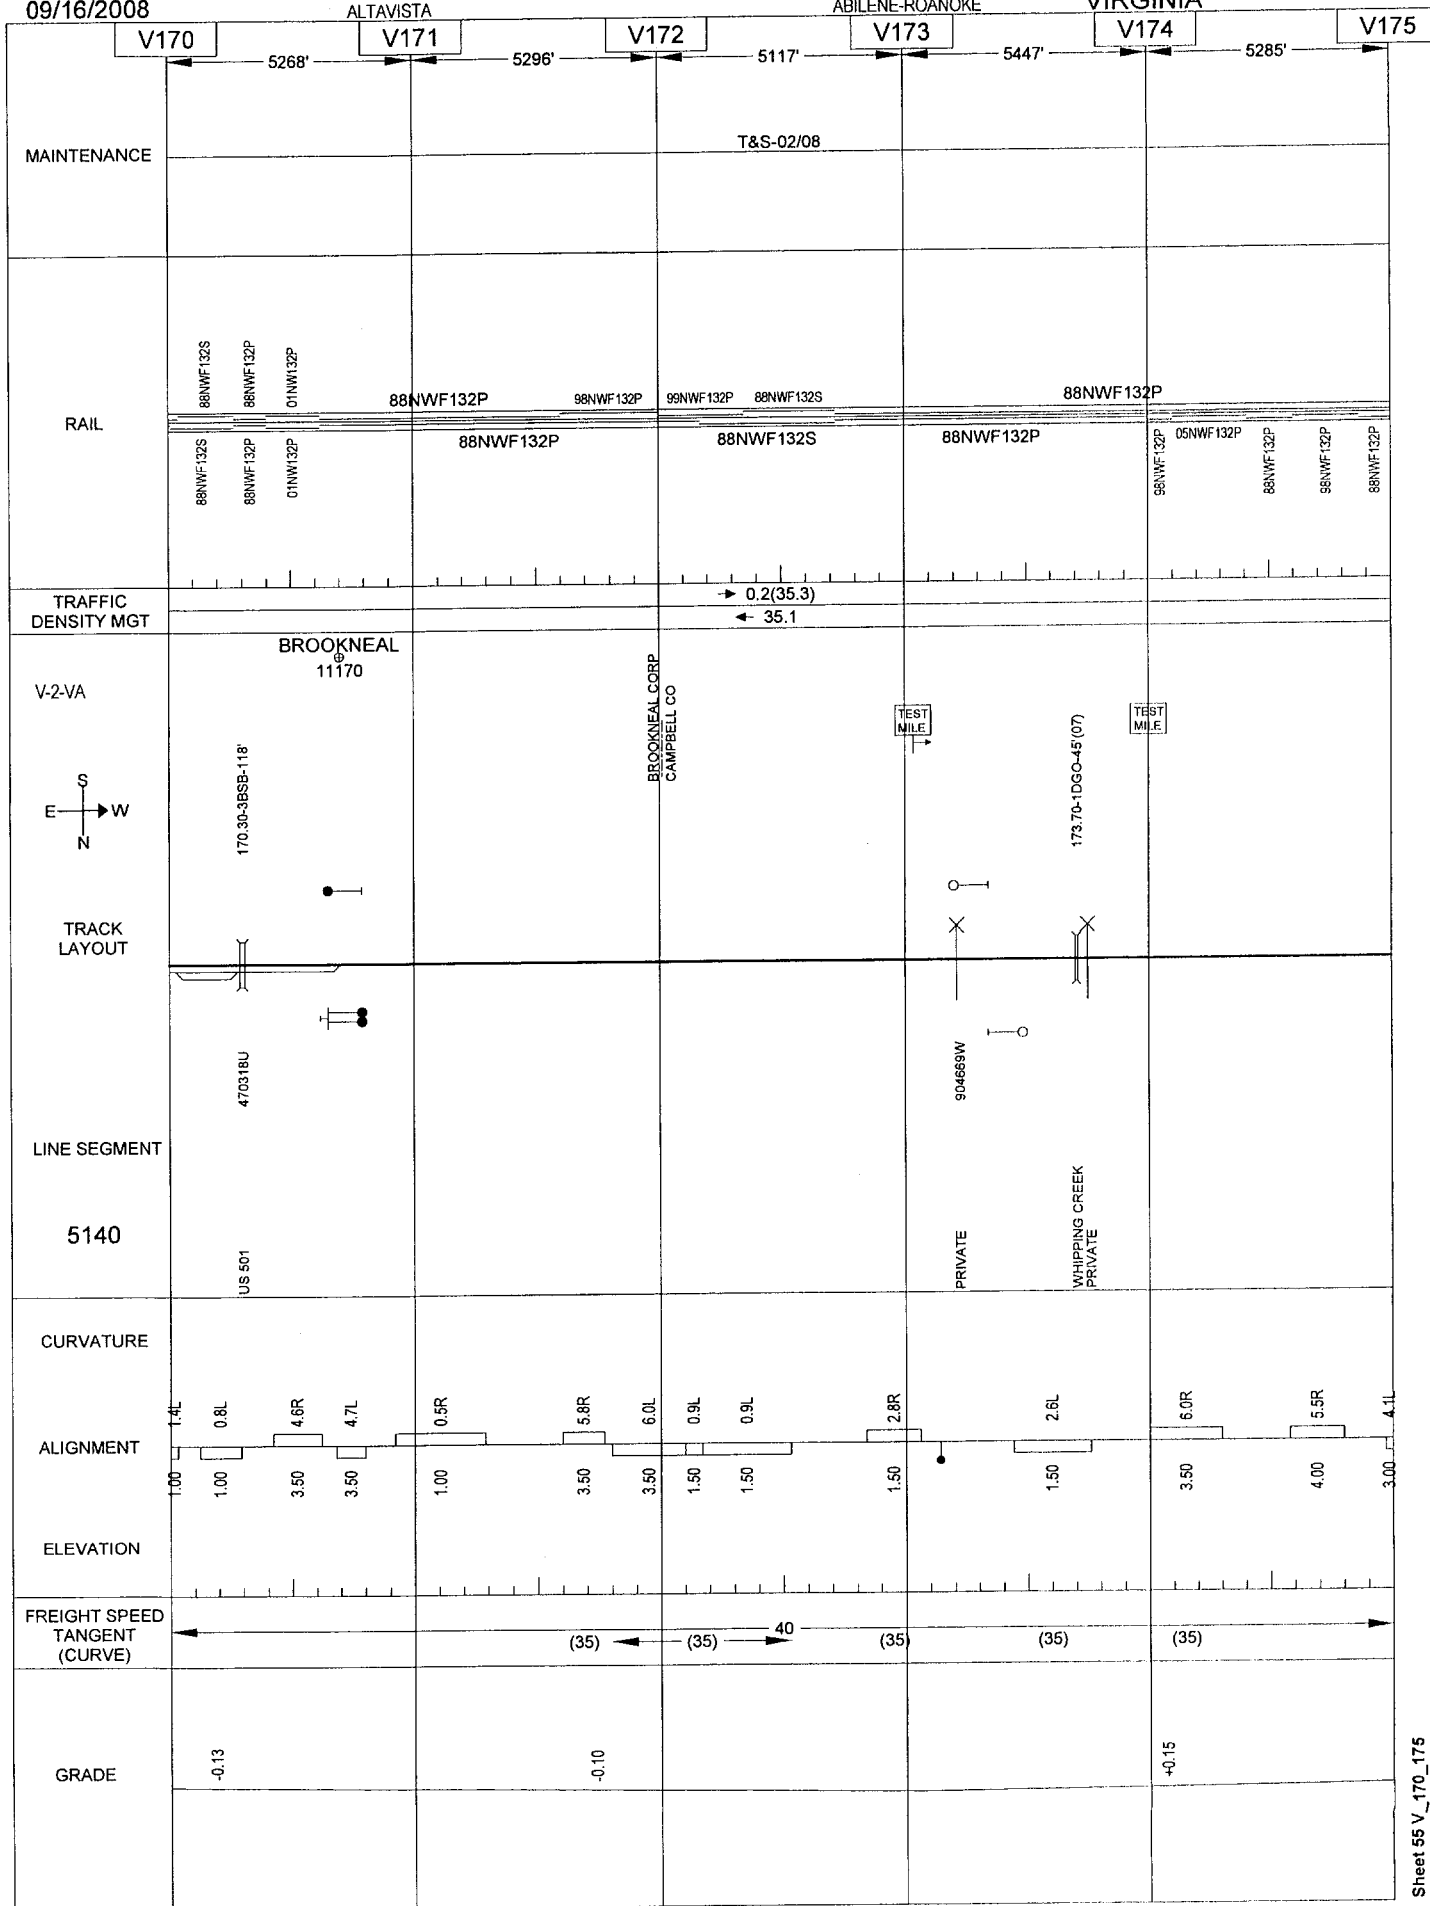 09/16/2008
ALTAVISTA
ABILENE-ROANOKE
VIRGINIA
V170
V171
V172
V173
V174
V175
5268'
5296'
5117'
5447'
5285'
MAINTENANCE
T&S-02/08
RAIL
88NWF132S
88NWF132P
01NW132P
88NWF132P
98NWF132P
99NWF132P
88NWF132S
88NWF132P
88NWF132S
88NWF132P
01NW132P
88NWF132P
88NWF132S
88NWF132P
98NWF132P
05NWF132P
88NWF132P
98NWF132P
88NWF132P
TRAFFIC
DENSITY MGT
0.2(35.3)
35.1
V-2-VA
BROOKNEAL
11170
BROOKNEAL CORP
CAMPBELL CO
TEST
MILE
TEST
MILE
170.30-3BSB-118'
173.70-1DGO-45'(07)
S
E
W
N
TRACK
LAYOUT
470318U
904669W
LINE SEGMENT
5140
US 501
PRIVATE
WHIPPING CREEK
PRIVATE
CURVATURE
1.4L
0.8L
4.6R
4.7L
0.5R
5.8R
6.0L
0.9L
0.9L
2.8R
2.6L
6.0R
5.5R
4.1L
ALIGNMENT
1.00
1.00
3.50
3.50
1.00
3.50
3.50
1.50
1.50
1.50
1.50
3.50
4.00
3.00
ELEVATION
FREIGHT SPEED
TANGENT
(CURVE)
40
(35)
(35)
(35)
(35)
(35)
GRADE
-0.13
-0.10
+0.15
Sheet 55 V_170_175